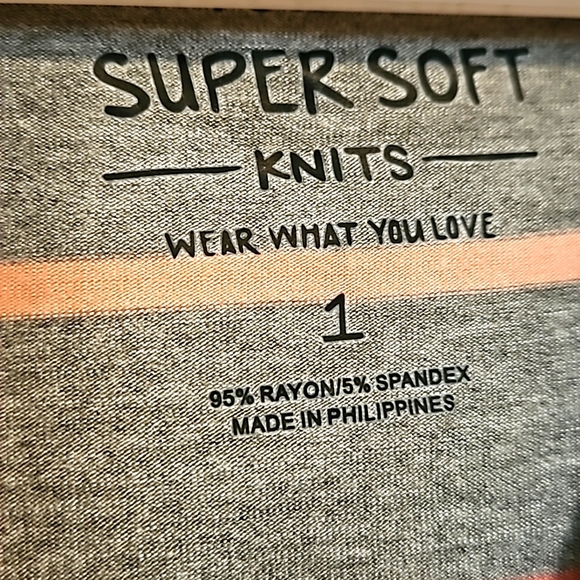 SUPER SOFT
KNITS
WEAR WHAT YOU LOVE
1
95% RAYON/5% SPANDEX
MADE IN PHILIPPINES